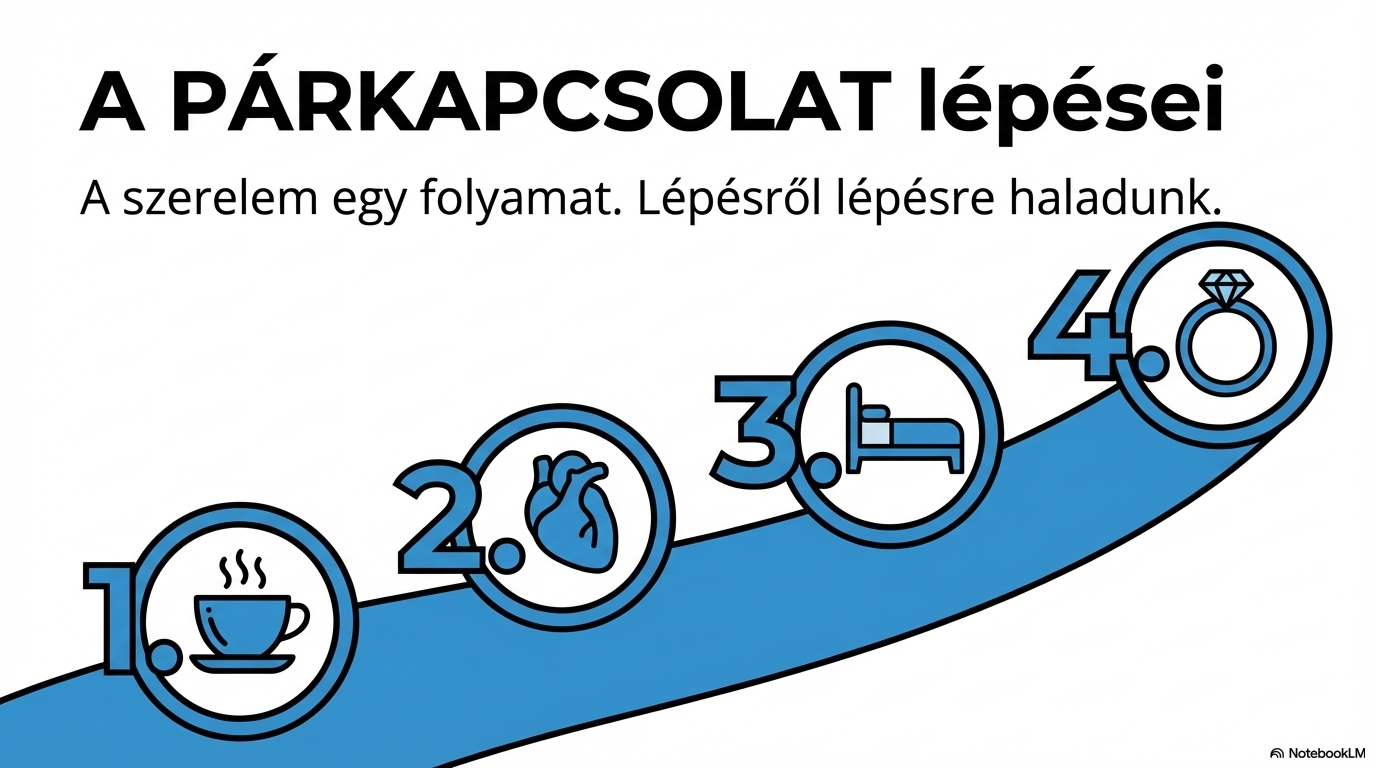 A PÁRKAPCSOLAT lépései
A szerelem egy folyamat. Lépésről lépésre haladunk.
1.
2.
3.
4.
NotebookLM